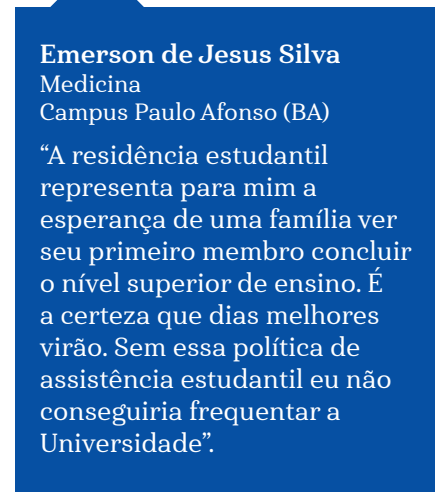 Emerson de Jesus Silva
Medicina
Campus Paulo Afonso (BA)
“A residência estudantil
representa para mim a
esperança de uma família ver
seu primeiro membro concluir
o nível superior de ensino. É
a certeza que dias melhores
virão. Sem essa política de
assistência estudantil eu não
conseguiria frequentar a
Universidade”.